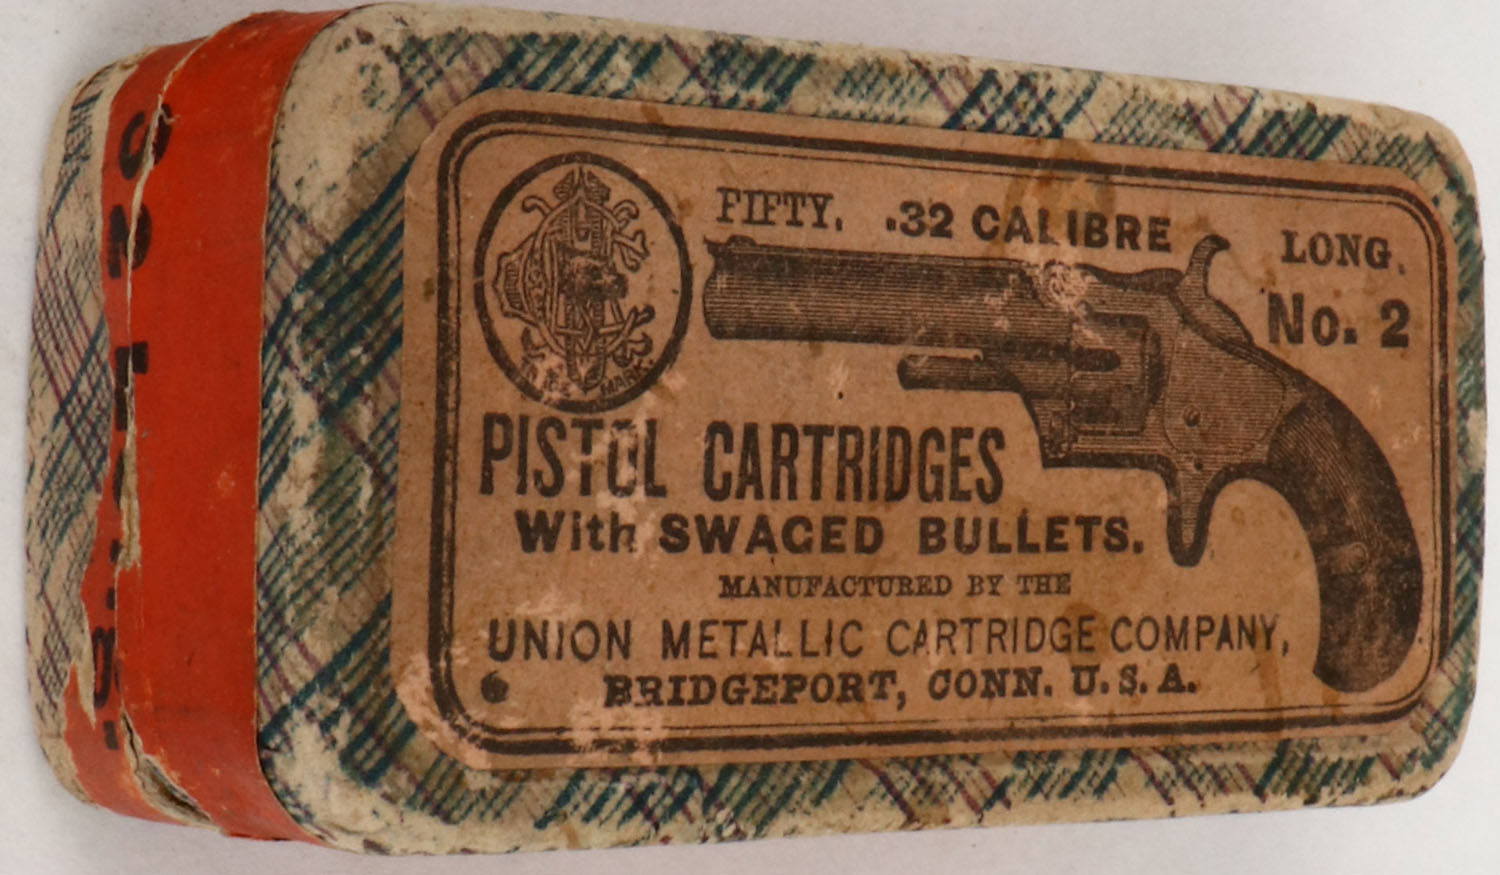 FIFTY. .32 CALIBRE LONG.
No. 2
PISTOL CARTRIDGES
With SWAGED BULLETS.
MANUFACTURED BY THE
UNION METALLIC CARTRIDGE COMPANY,
BRIDGEPORT, CONN. U.S.A.